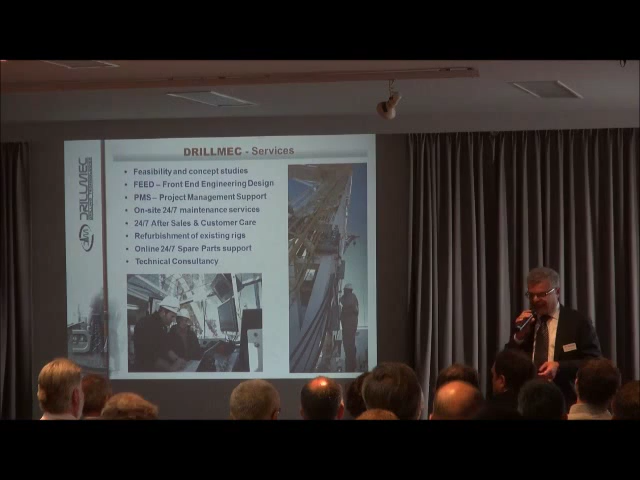 DRILLMEC - Services
• Feasibility and concept studies
• FEED – Front End Engineering Design
• PMS – Project Management Support
• On-site 24/7 maintenance services
• 24/7 After Sales & Customer Care
• Refurbishment of existing rigs
• Online 24/7 Spare Parts support
• Technical Consultancy
DRILLMEC